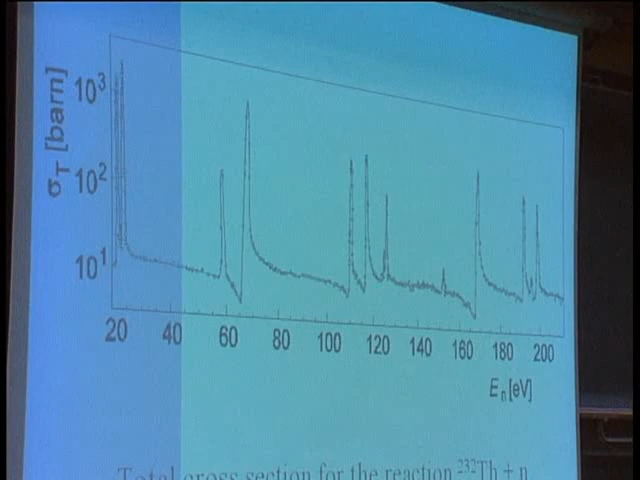 σT [barn]
10³
10²
10¹
20 40 60 80 100 120 140 160 180 200
En [eV]
Total cross section for the reaction ²³²Th + n